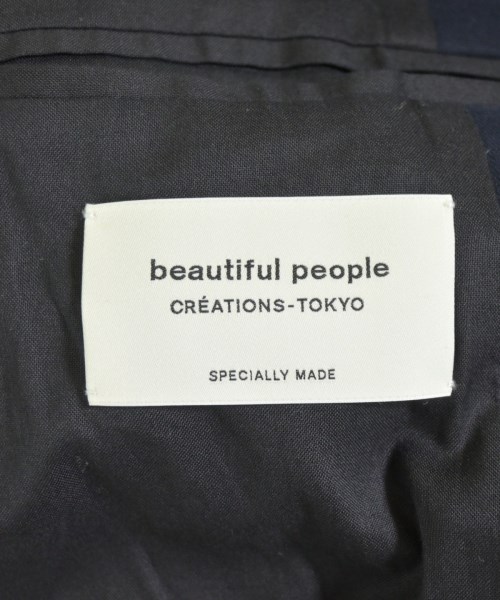 beautiful people
CRÉATIONS-TOKYO
SPECIALLY MADE